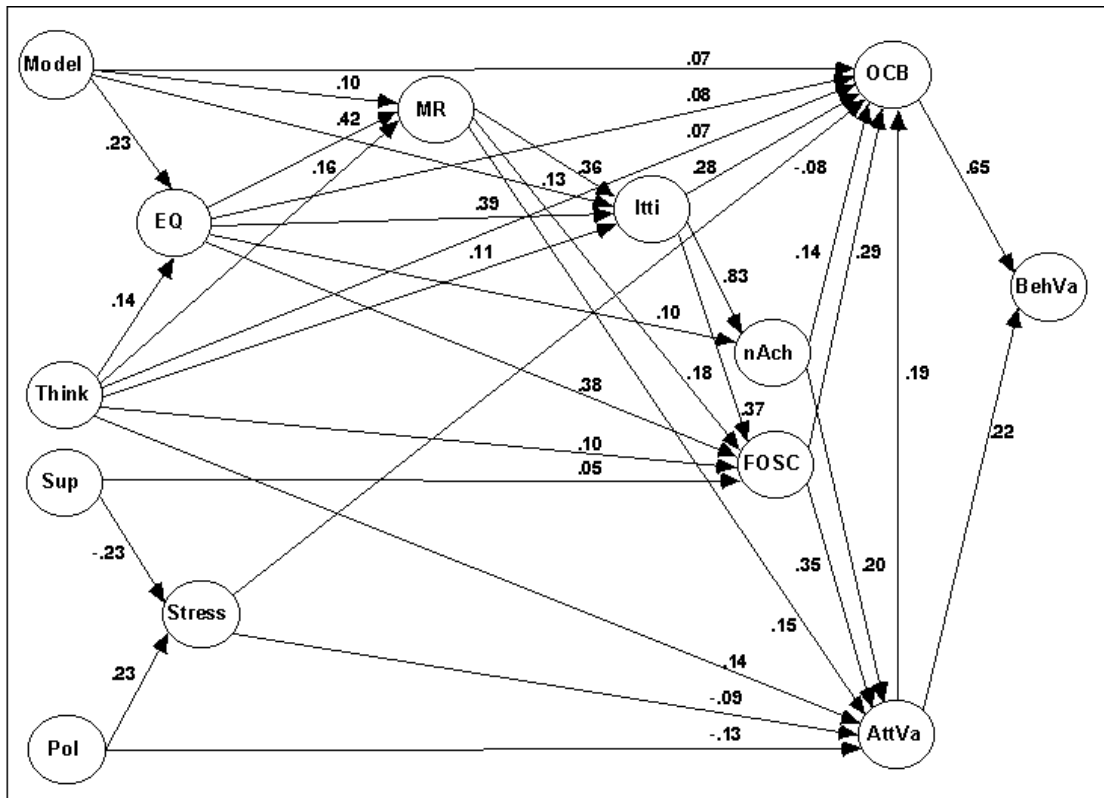 Model
.07
OCB
.10
MR
.08
.42
.07
.23
.16
.36
.28
-.08
.65
.13
EQ
.39
Itti
.11
.14
.29
.83
BehVa
.14
.10
nAch
.18
.19
Think
.38
.37
.22
.10
FOSC
Sup
.05
-.23
.35
.20
Stress
.15
.23
.14
-.09
AttVa
Pol
-.13